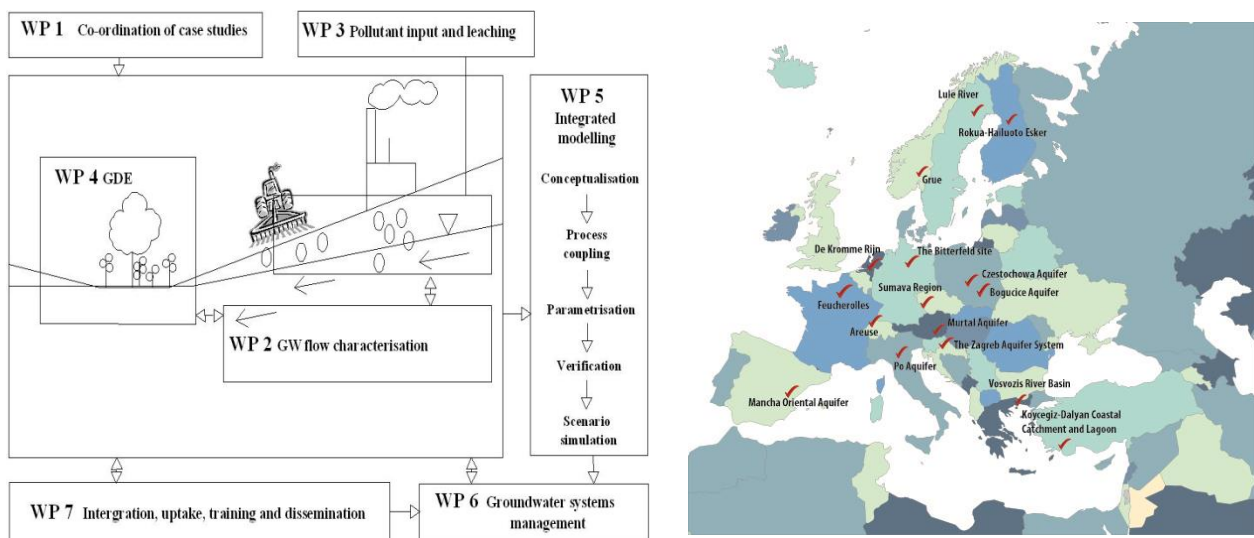 WP 1 Co-ordination of case studies
WP 3 Pollutant input and leaching
WP 4 GDE
WP 2 GW flow characterisation
WP 5
Integrated
modelling
Conceptualisation
Process
coupling
Parametrisation
Verification
Scenario
simulation
WP 7 Intergration, uptake, training and dissemination
WP 6 Groundwater systems
management
Lule River
Rokua-Hailuoto Esker
Grue
De Kromme Rijn
The Bitterfeld site
Czestochowa Aquifer
Sumava Region
Bogucice Aquifer
Feucherolles
Areuse
Murtal Aquifer
The Zagreb Aquifer System
Po Aquifer
Vosvozis River Basin
Mancha Oriental Aquifer
Koycegiz-Dalyan Coastal
Catchment and Lagoon